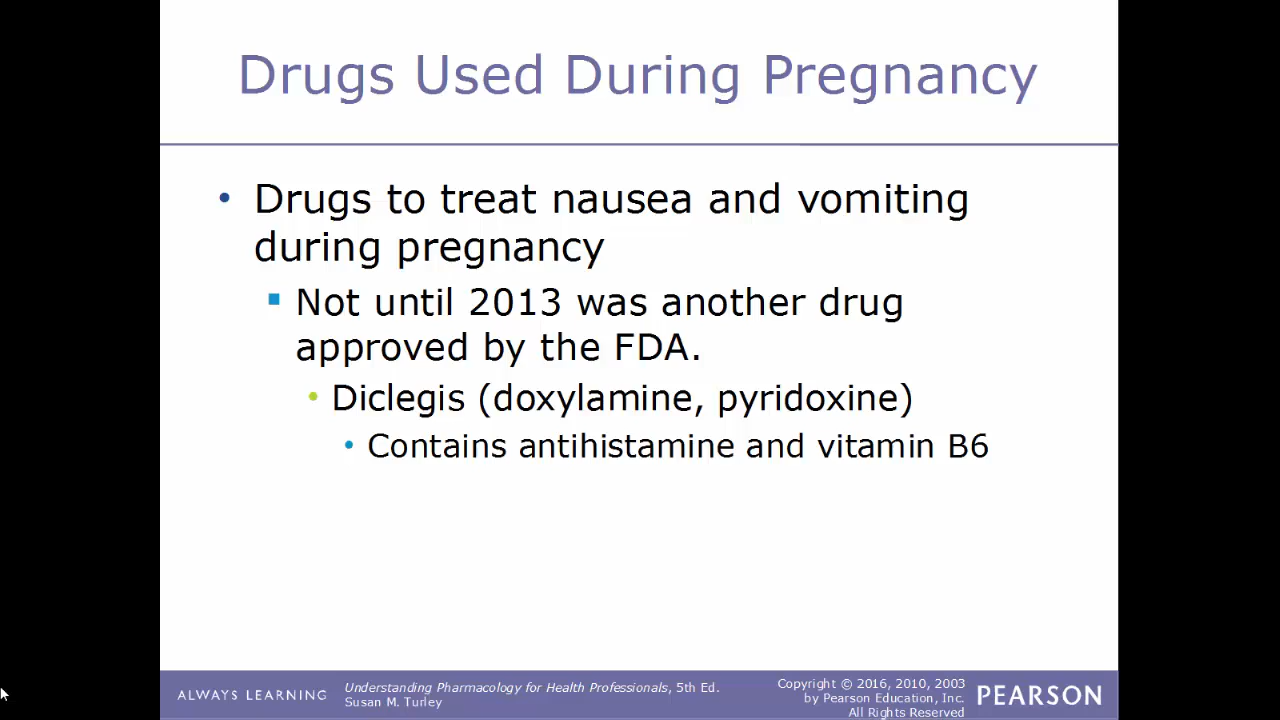 Drugs Used During Pregnancy
• Drugs to treat nausea and vomiting
during pregnancy
▪ Not until 2013 was another drug
approved by the FDA.
• Diclegis (doxylamine, pyridoxine)
• Contains antihistamine and vitamin B6
ALWAYS LEARNING
Understanding Pharmacology for Health Professionals, 5th Ed.
Susan M. Turley
Copyright © 2016, 2010, 2003
by Pearson Education, Inc.
All Rights Reserved
PEARSON